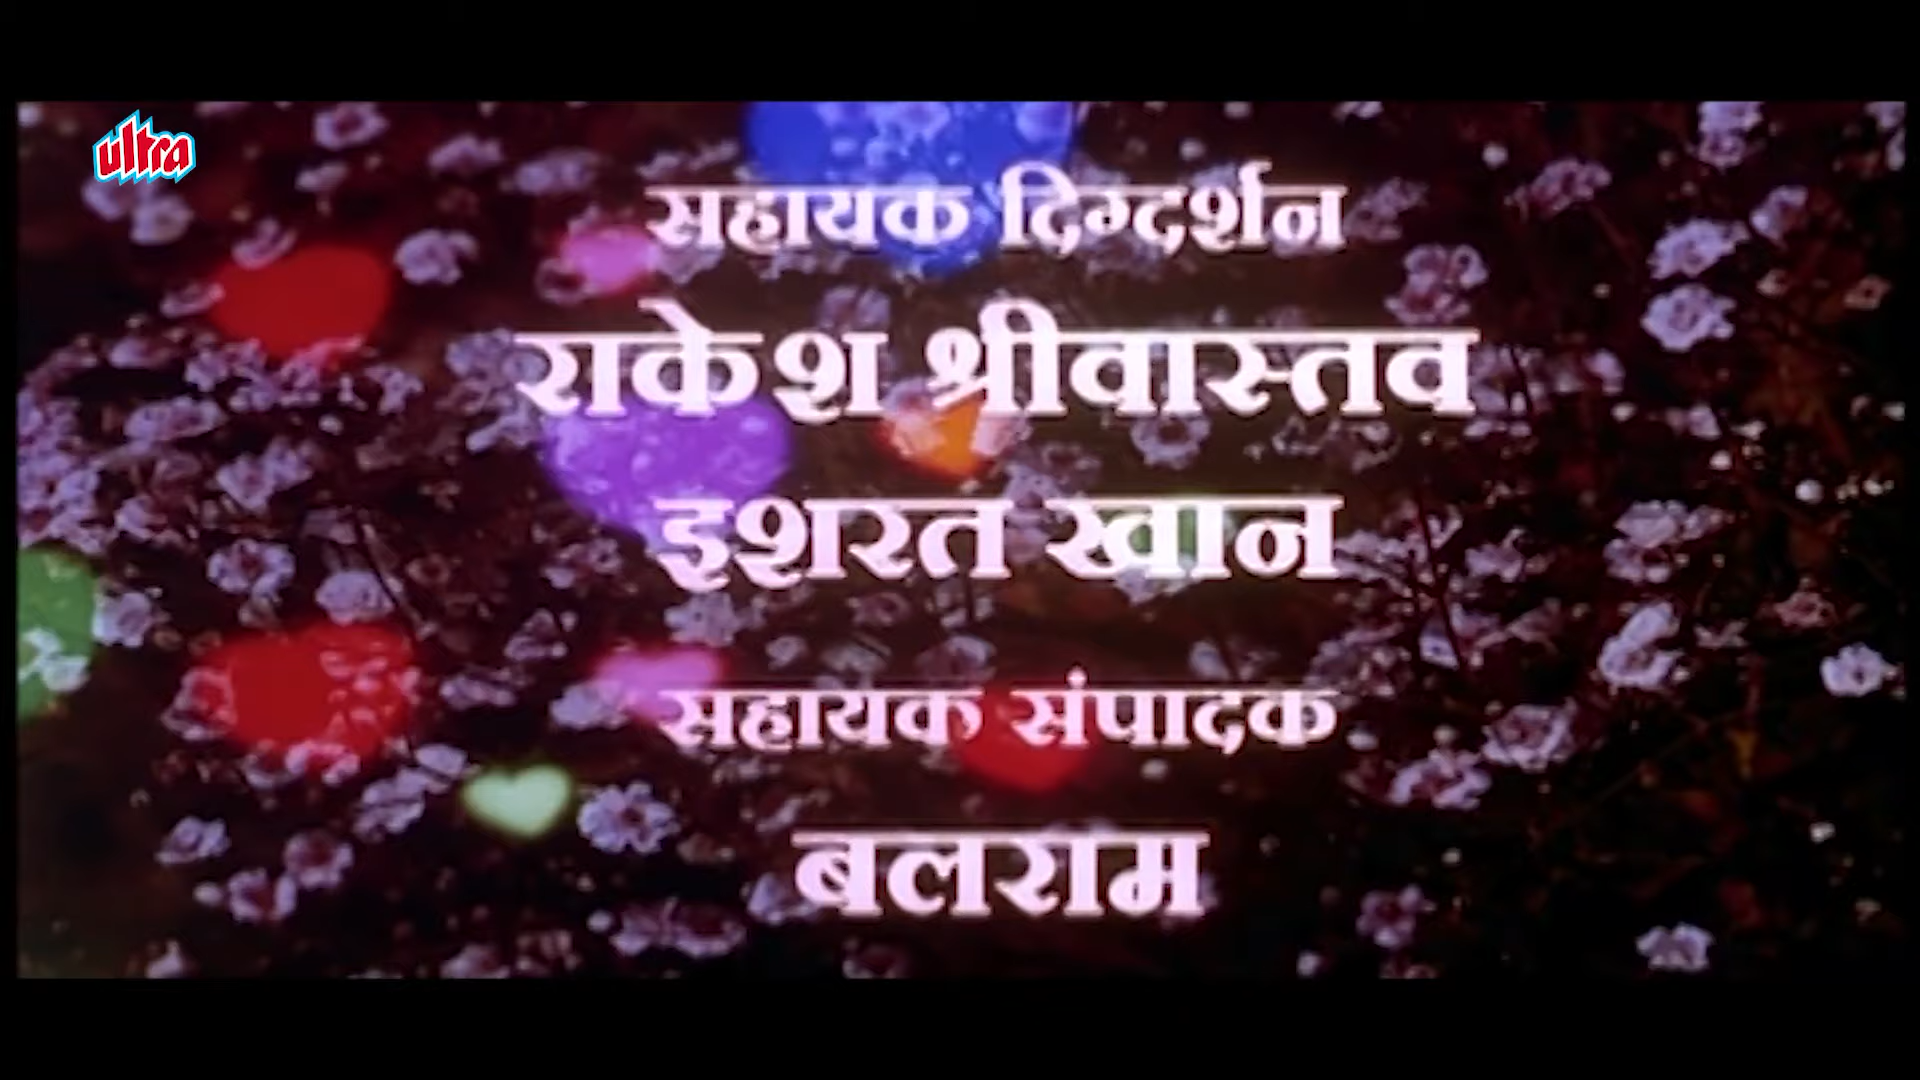 ultra
सहायक दिग्दर्शन
राकेश श्रीवास्तव
इशरत खान
सहायक संपादक
बलराम